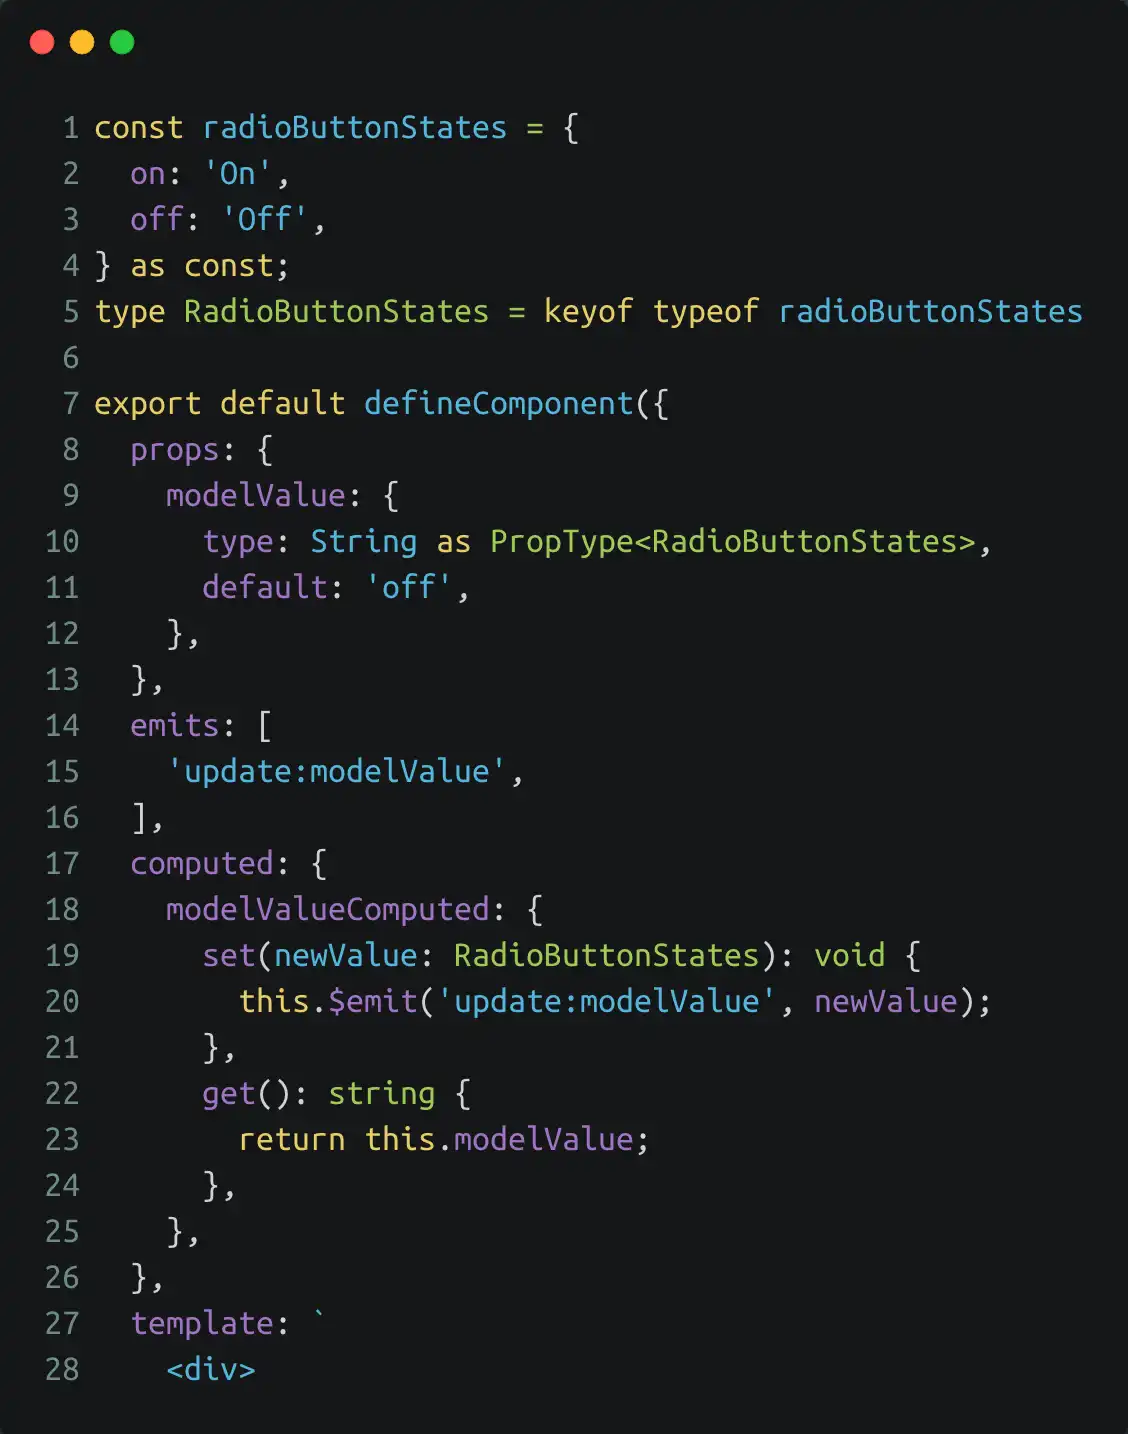 1 const radioButtonStates = {
2   on: 'On',
3   off: 'Off',
4 } as const;
5 type RadioButtonStates = keyof typeof radioButtonStates
6
7 export default defineComponent({
8   props: {
9     modelValue: {
10       type: String as PropType<RadioButtonStates>,
11       default: 'off',
12     },
13   },
14   emits: [
15     'update:modelValue',
16   ],
17   computed: {
18     modelValueComputed: {
19       set(newValue: RadioButtonStates): void {
20         this.$emit('update:modelValue', newValue);
21       },
22       get(): string {
23         return this.modelValue;
24       },
25     },
26   },
27   template: `
28     <div>